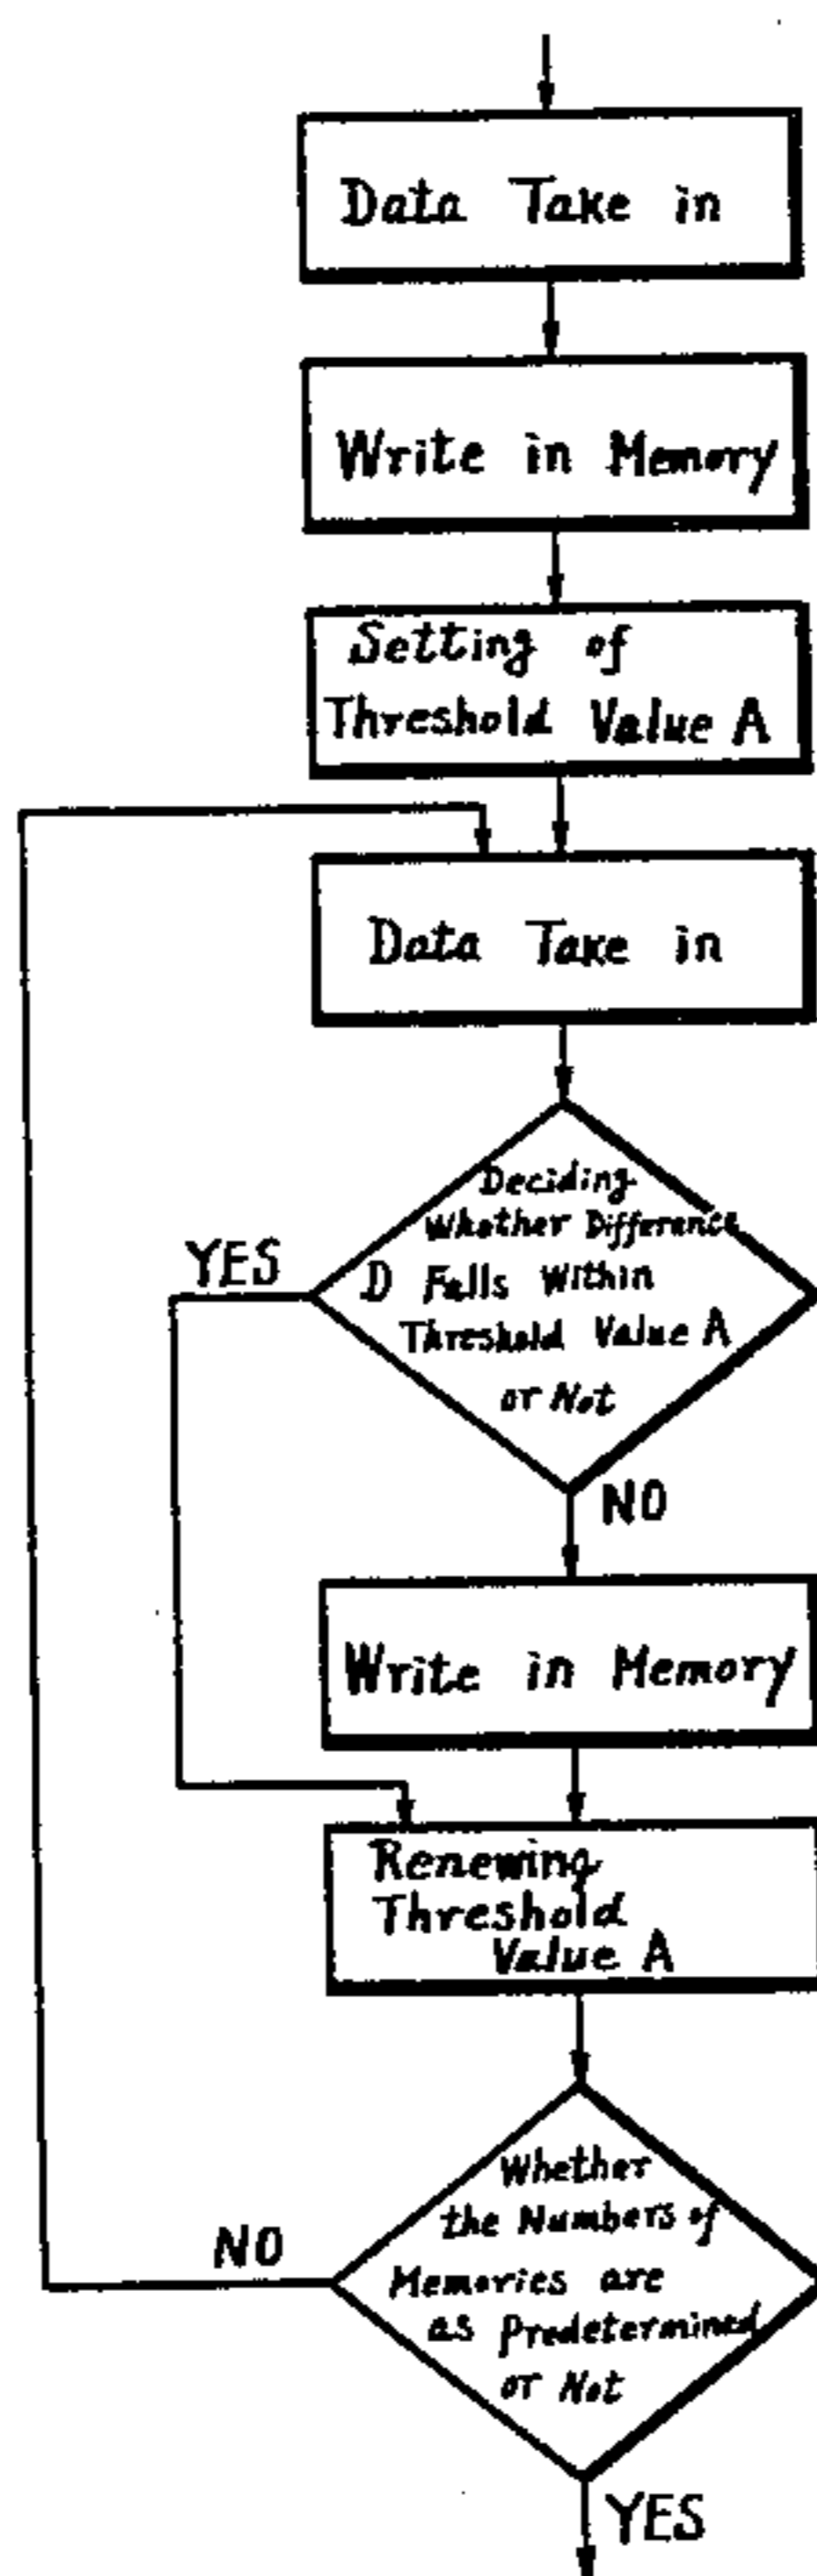 Data Take in
Write in Memory
Setting of
Threshold Value A
Data Take in
Deciding
Whether Difference
YES
D Falls Within
Threshold Value A
or Not
NO
Write in Memory
Renewing
Threshold
Value A
Whether
the Numbers of
NO
Memories are
as Predetermined
or Not
YES